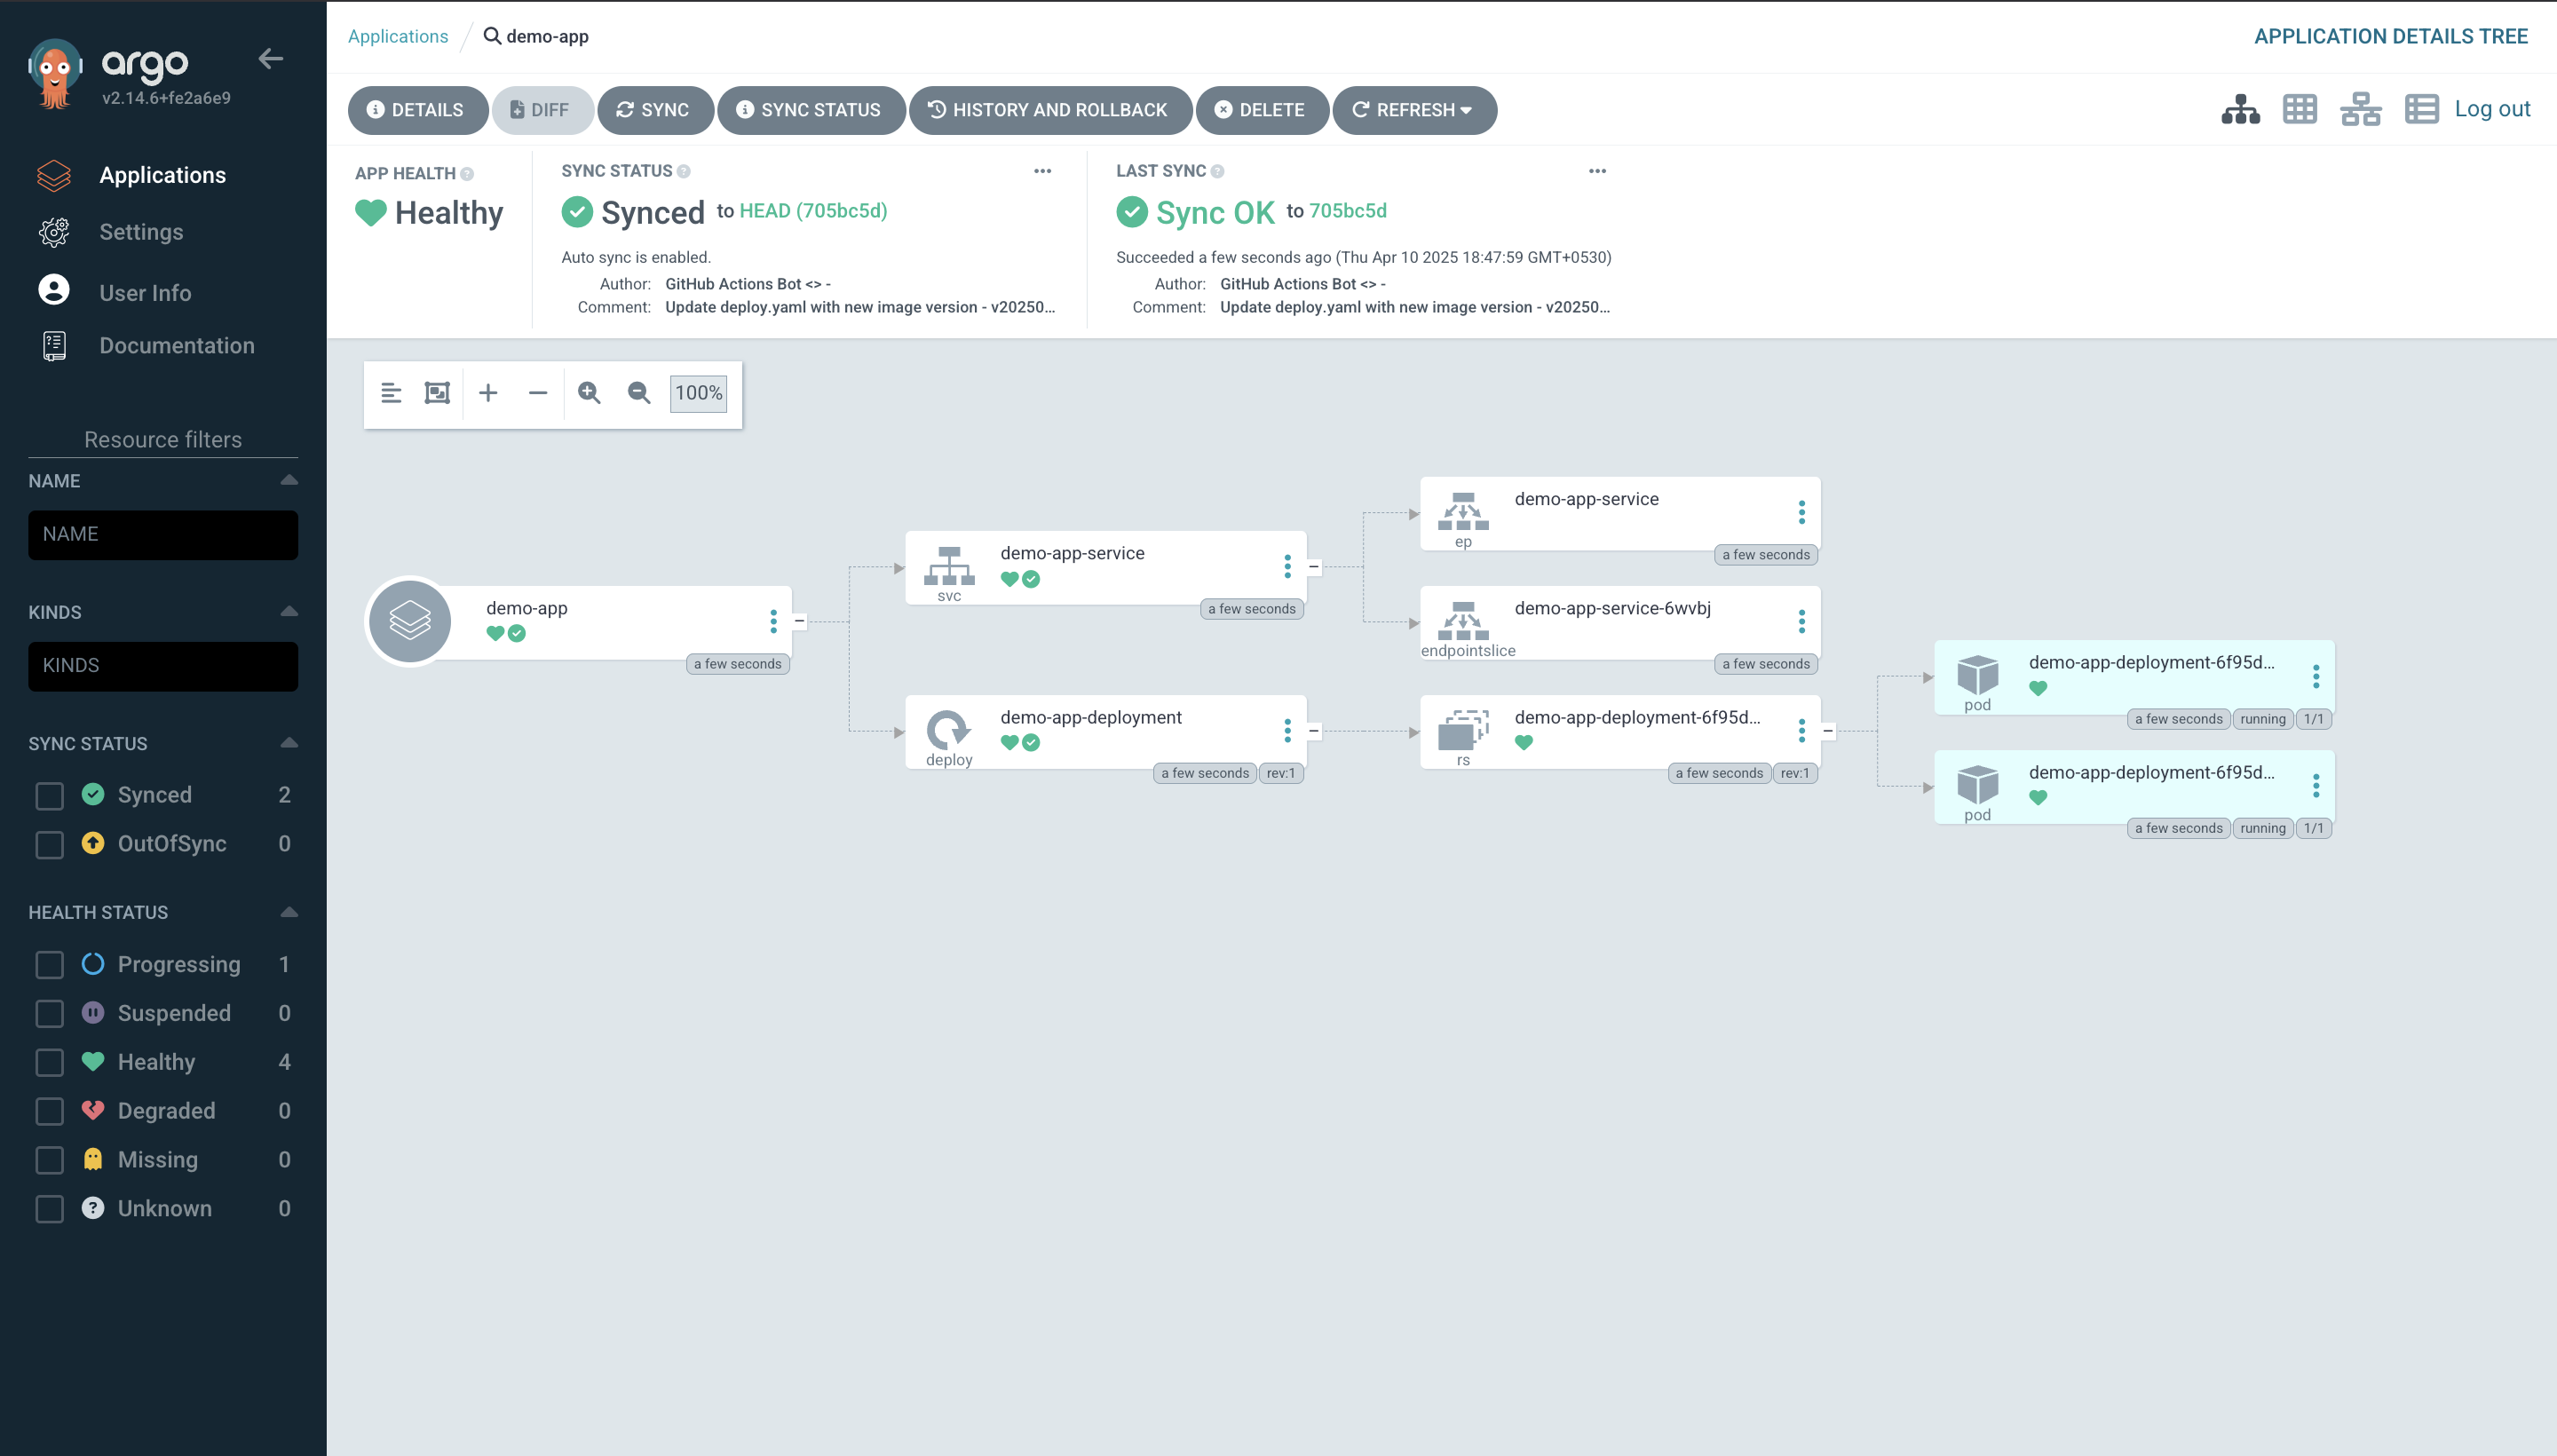 argo
v2.14.6+fe2a6e9
Applications
Settings
User Info
Documentation
Resource filters
NAME
NAME
KINDS
KINDS
SYNC STATUS
Synced 2
OutOfSync 0
HEALTH STATUS
Progressing 1
Suspended 0
Healthy 4
Degraded 0
Missing 0
Unknown 0
Applications / demo-app
APPLICATION DETAILS TREE
DETAILS DIFF SYNC SYNC STATUS HISTORY AND ROLLBACK DELETE REFRESH
Log out
APP HEALTH
Healthy
SYNC STATUS
Synced to HEAD (705bc5d)
Auto sync is enabled.
Author: GitHub Actions Bot <> -
Comment: Update deploy.yaml with new image version - v20250...
LAST SYNC
Sync OK to 705bc5d
Succeeded a few seconds ago (Thu Apr 10 2025 18:47:59 GMT+0530)
Author: GitHub Actions Bot <> -
Comment: Update deploy.yaml with new image version - v20250...
100%
demo-app
a few seconds
demo-app-service
svc
a few seconds
demo-app-deployment
deploy
a few seconds rev:1
demo-app-service
ep
a few seconds
demo-app-service-6wvbj
endpointslice
a few seconds
demo-app-deployment-6f95d...
rs
a few seconds rev:1
demo-app-deployment-6f95d...
pod
a few seconds running 1/1
demo-app-deployment-6f95d...
pod
a few seconds running 1/1